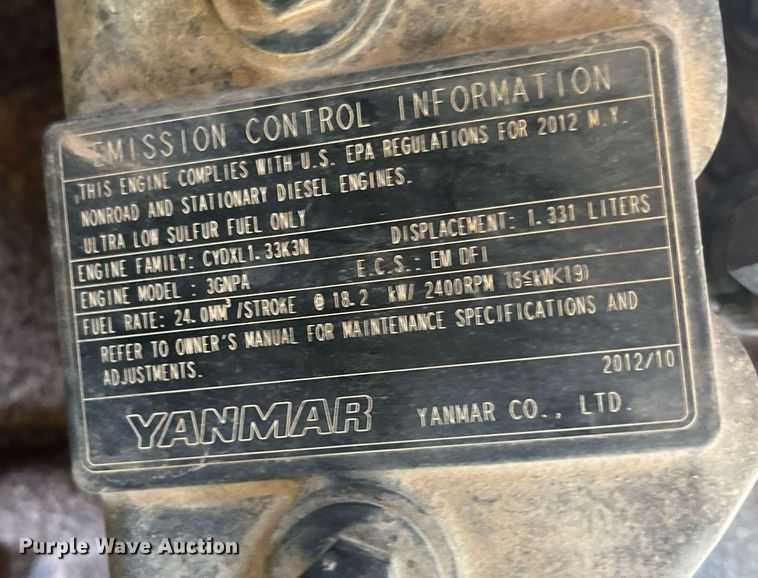 EMISSION CONTROL INFORMATION
THIS ENGINE COMPLIES WITH U.S. EPA REGULATIONS FOR 2012 M.Y.
NONROAD AND STATIONARY DIESEL ENGINES.
ULTRA LOW SULFUR FUEL ONLY
ENGINE FAMILY: CYDXL1.33K3N DISPLACEMENT: 1.331 LITERS
ENGINE MODEL : 3GNPA E.C.S.: EM DFI
FUEL RATE: 24.0MM³/STROKE @ 18.2 kW/ 2400RPM (8≤kW<19)
REFER TO OWNER'S MANUAL FOR MAINTENANCE SPECIFICATIONS AND
ADJUSTMENTS.
2012/10
YANMAR YANMAR CO., LTD.
Purple Wave Auction